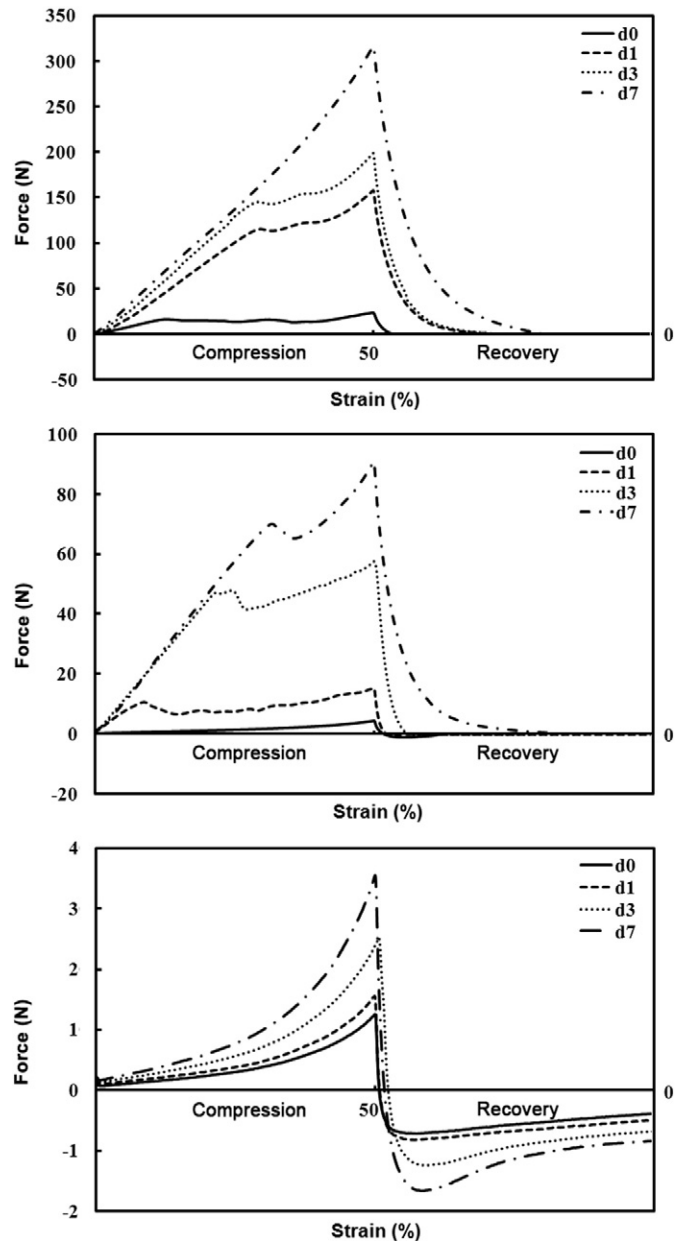 350
300
250
200
150
100
50
0
-50
Force (N)
d0
d1
d3
d7
Compression 50 Recovery 0
Strain (%)
100
80
60
40
20
0
-20
Force (N)
d0
d1
d3
d7
Compression 50 Recovery 0
Strain (%)
4
3
2
1
0
-1
-2
Force (N)
d0
d1
d3
d7
Compression 50 Recovery 0
Strain (%)